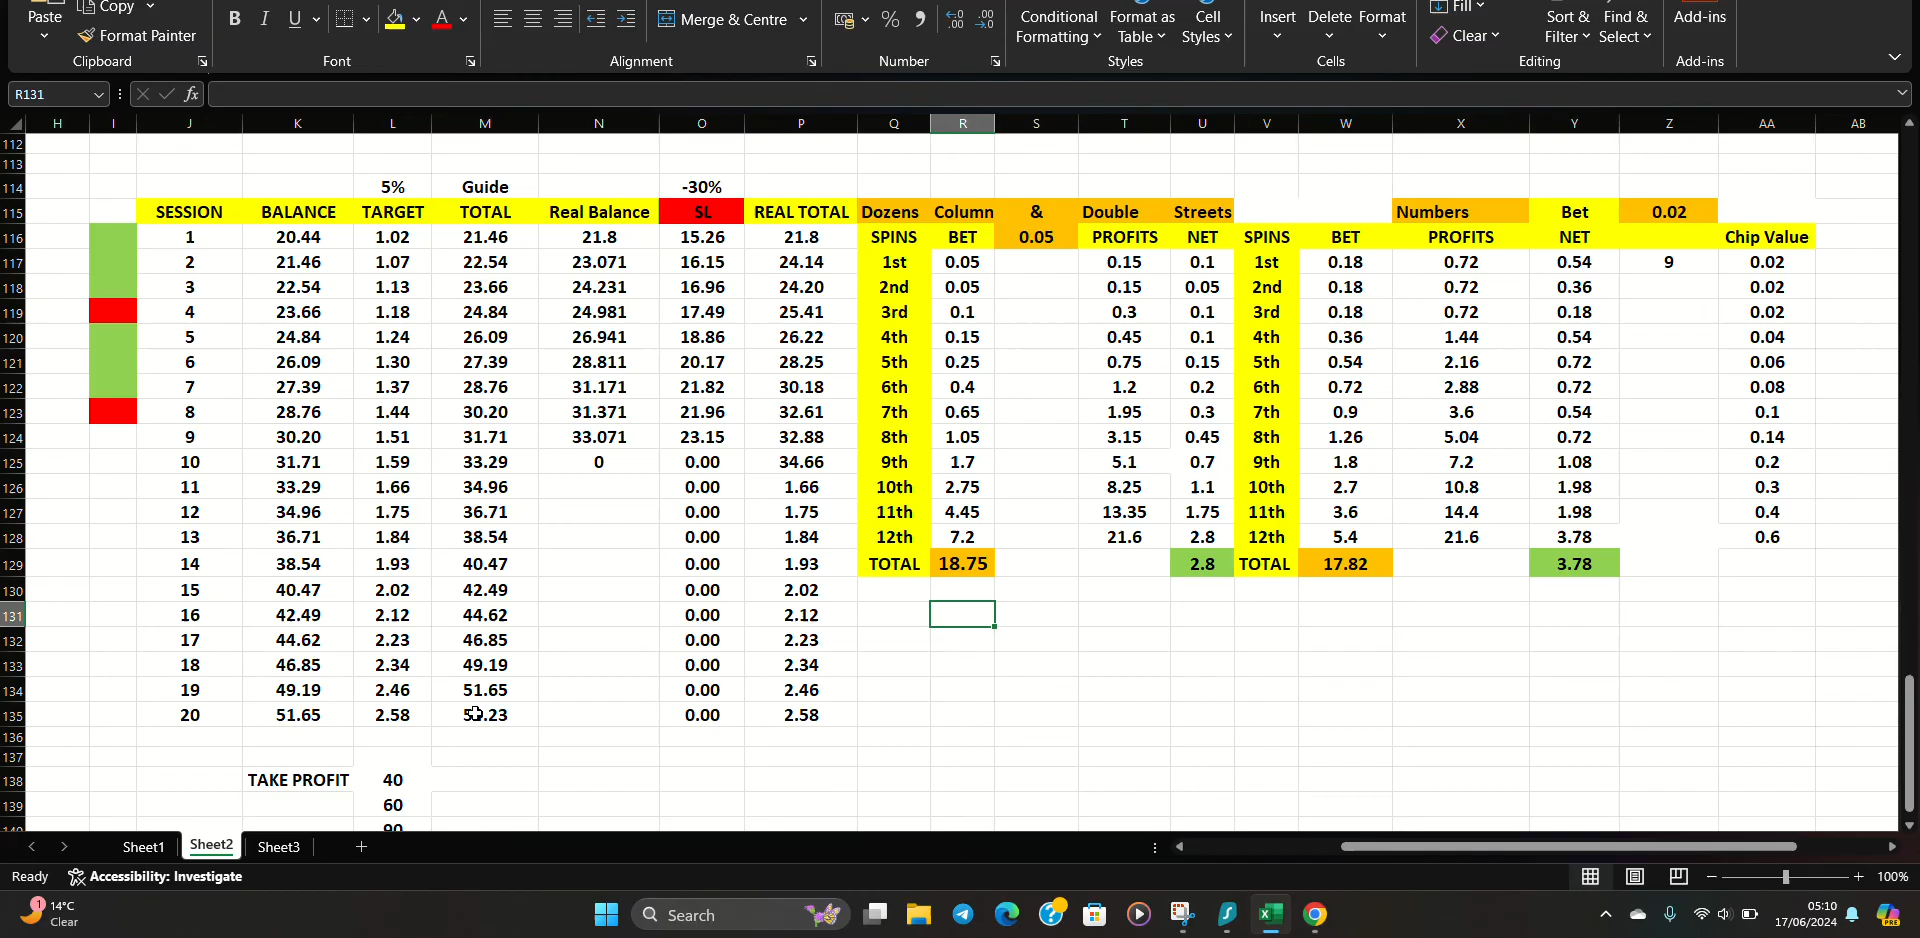 Paste Copy Format Painter B I U A Merge & Centre % 9 Conditional Formatting Format as Table Cell Styles Insert Delete Format Fill Clear Sort & Filter Find & Select Add-ins
Clipboard Font Alignment Number Styles Cells Editing Add-ins
R131 fx
H I J K L M N O P Q R S T U V W X Y Z AA AB
112
113
114 5% Guide -30%
115 SESSION BALANCE TARGET TOTAL Real Balance SL REAL TOTAL Dozens Column & Double Streets Numbers Bet 0.02
116 1 20.44 1.02 21.46 21.8 15.26 21.8 SPINS BET 0.05 PROFITS NET SPINS BET PROFITS NET Chip Value
117 2 21.46 1.07 22.54 23.071 16.15 24.14 1st 0.05 0.15 0.1 1st 0.18 0.72 0.54 9 0.02
118 3 22.54 1.13 23.66 24.231 16.96 24.20 2nd 0.05 0.15 0.05 2nd 0.18 0.72 0.36 0.02
119 4 23.66 1.18 24.84 24.981 17.49 25.41 3rd 0.1 0.3 0.1 3rd 0.18 0.72 0.18 0.02
120 5 24.84 1.24 26.09 26.941 18.86 26.22 4th 0.15 0.45 0.1 4th 0.36 1.44 0.54 0.04
121 6 26.09 1.30 27.39 28.811 20.17 28.25 5th 0.25 0.75 0.15 5th 0.54 2.16 0.72 0.06
122 7 27.39 1.37 28.76 31.171 21.82 30.18 6th 0.4 1.2 0.2 6th 0.72 2.88 0.72 0.08
123 8 28.76 1.44 30.20 31.371 21.96 32.61 7th 0.65 1.95 0.3 7th 0.9 3.6 0.54 0.1
124 9 30.20 1.51 31.71 33.071 23.15 32.88 8th 1.05 3.15 0.45 8th 1.26 5.04 0.72 0.14
125 10 31.71 1.59 33.29 0 0.00 34.66 9th 1.7 5.1 0.7 9th 1.8 7.2 1.08 0.2
126 11 33.29 1.66 34.96 0.00 1.66 10th 2.75 8.25 1.1 10th 2.7 10.8 1.98 0.3
127 12 34.96 1.75 36.71 0.00 1.75 11th 4.45 13.35 1.75 11th 3.6 14.4 1.98 0.4
128 13 36.71 1.84 38.54 0.00 1.84 12th 7.2 21.6 2.8 12th 5.4 21.6 3.78 0.6
129 14 38.54 1.93 40.47 0.00 1.93 TOTAL 18.75 2.8 TOTAL 17.82 3.78
130 15 40.47 2.02 42.49 0.00 2.02
131 16 42.49 2.12 44.62 0.00 2.12
132 17 44.62 2.23 46.85 0.00 2.23
133 18 46.85 2.34 49.19 0.00 2.34
134 19 49.19 2.46 51.65 0.00 2.46
135 20 51.65 2.58 0.00 2.58
136
137
138 TAKE PROFIT 40
139 60
140 90
Sheet1 Sheet2 Sheet3
Ready Accessibility: Investigate 100%
1 14°C Clear Search 05:10 17/06/2024 PRE